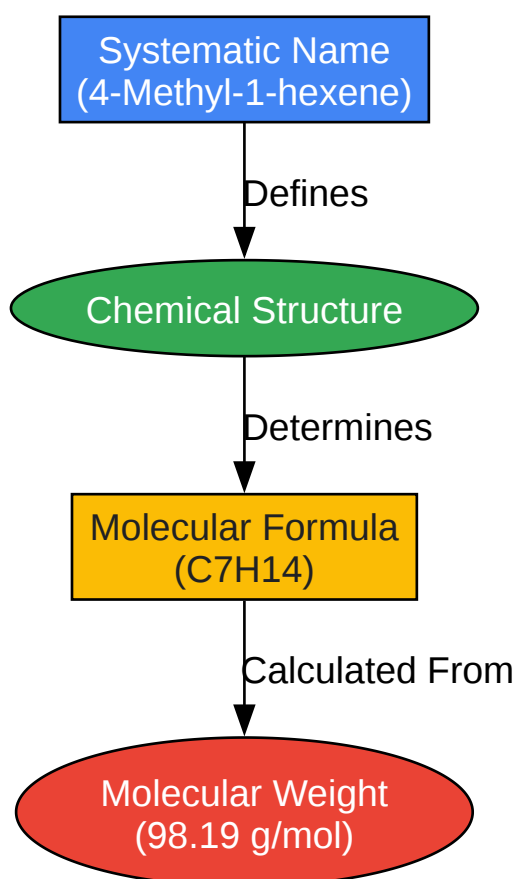 Systematic Name
(4-Methyl-1-hexene)
Defines
Chemical Structure
Determines
Molecular Formula
(C7H14)
Calculated From
Molecular Weight
(98.19 g/mol)